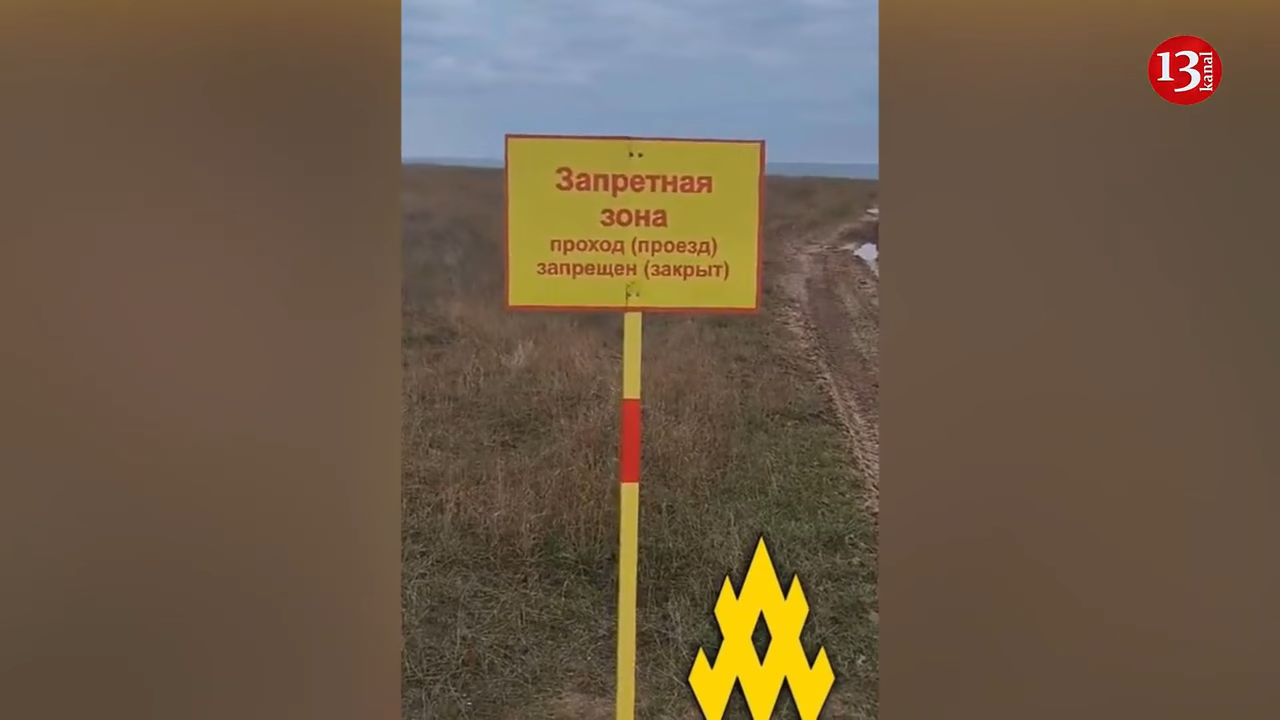 13
kanal
Запретная
зона
проход (проезд)
запрещен (закрыт)